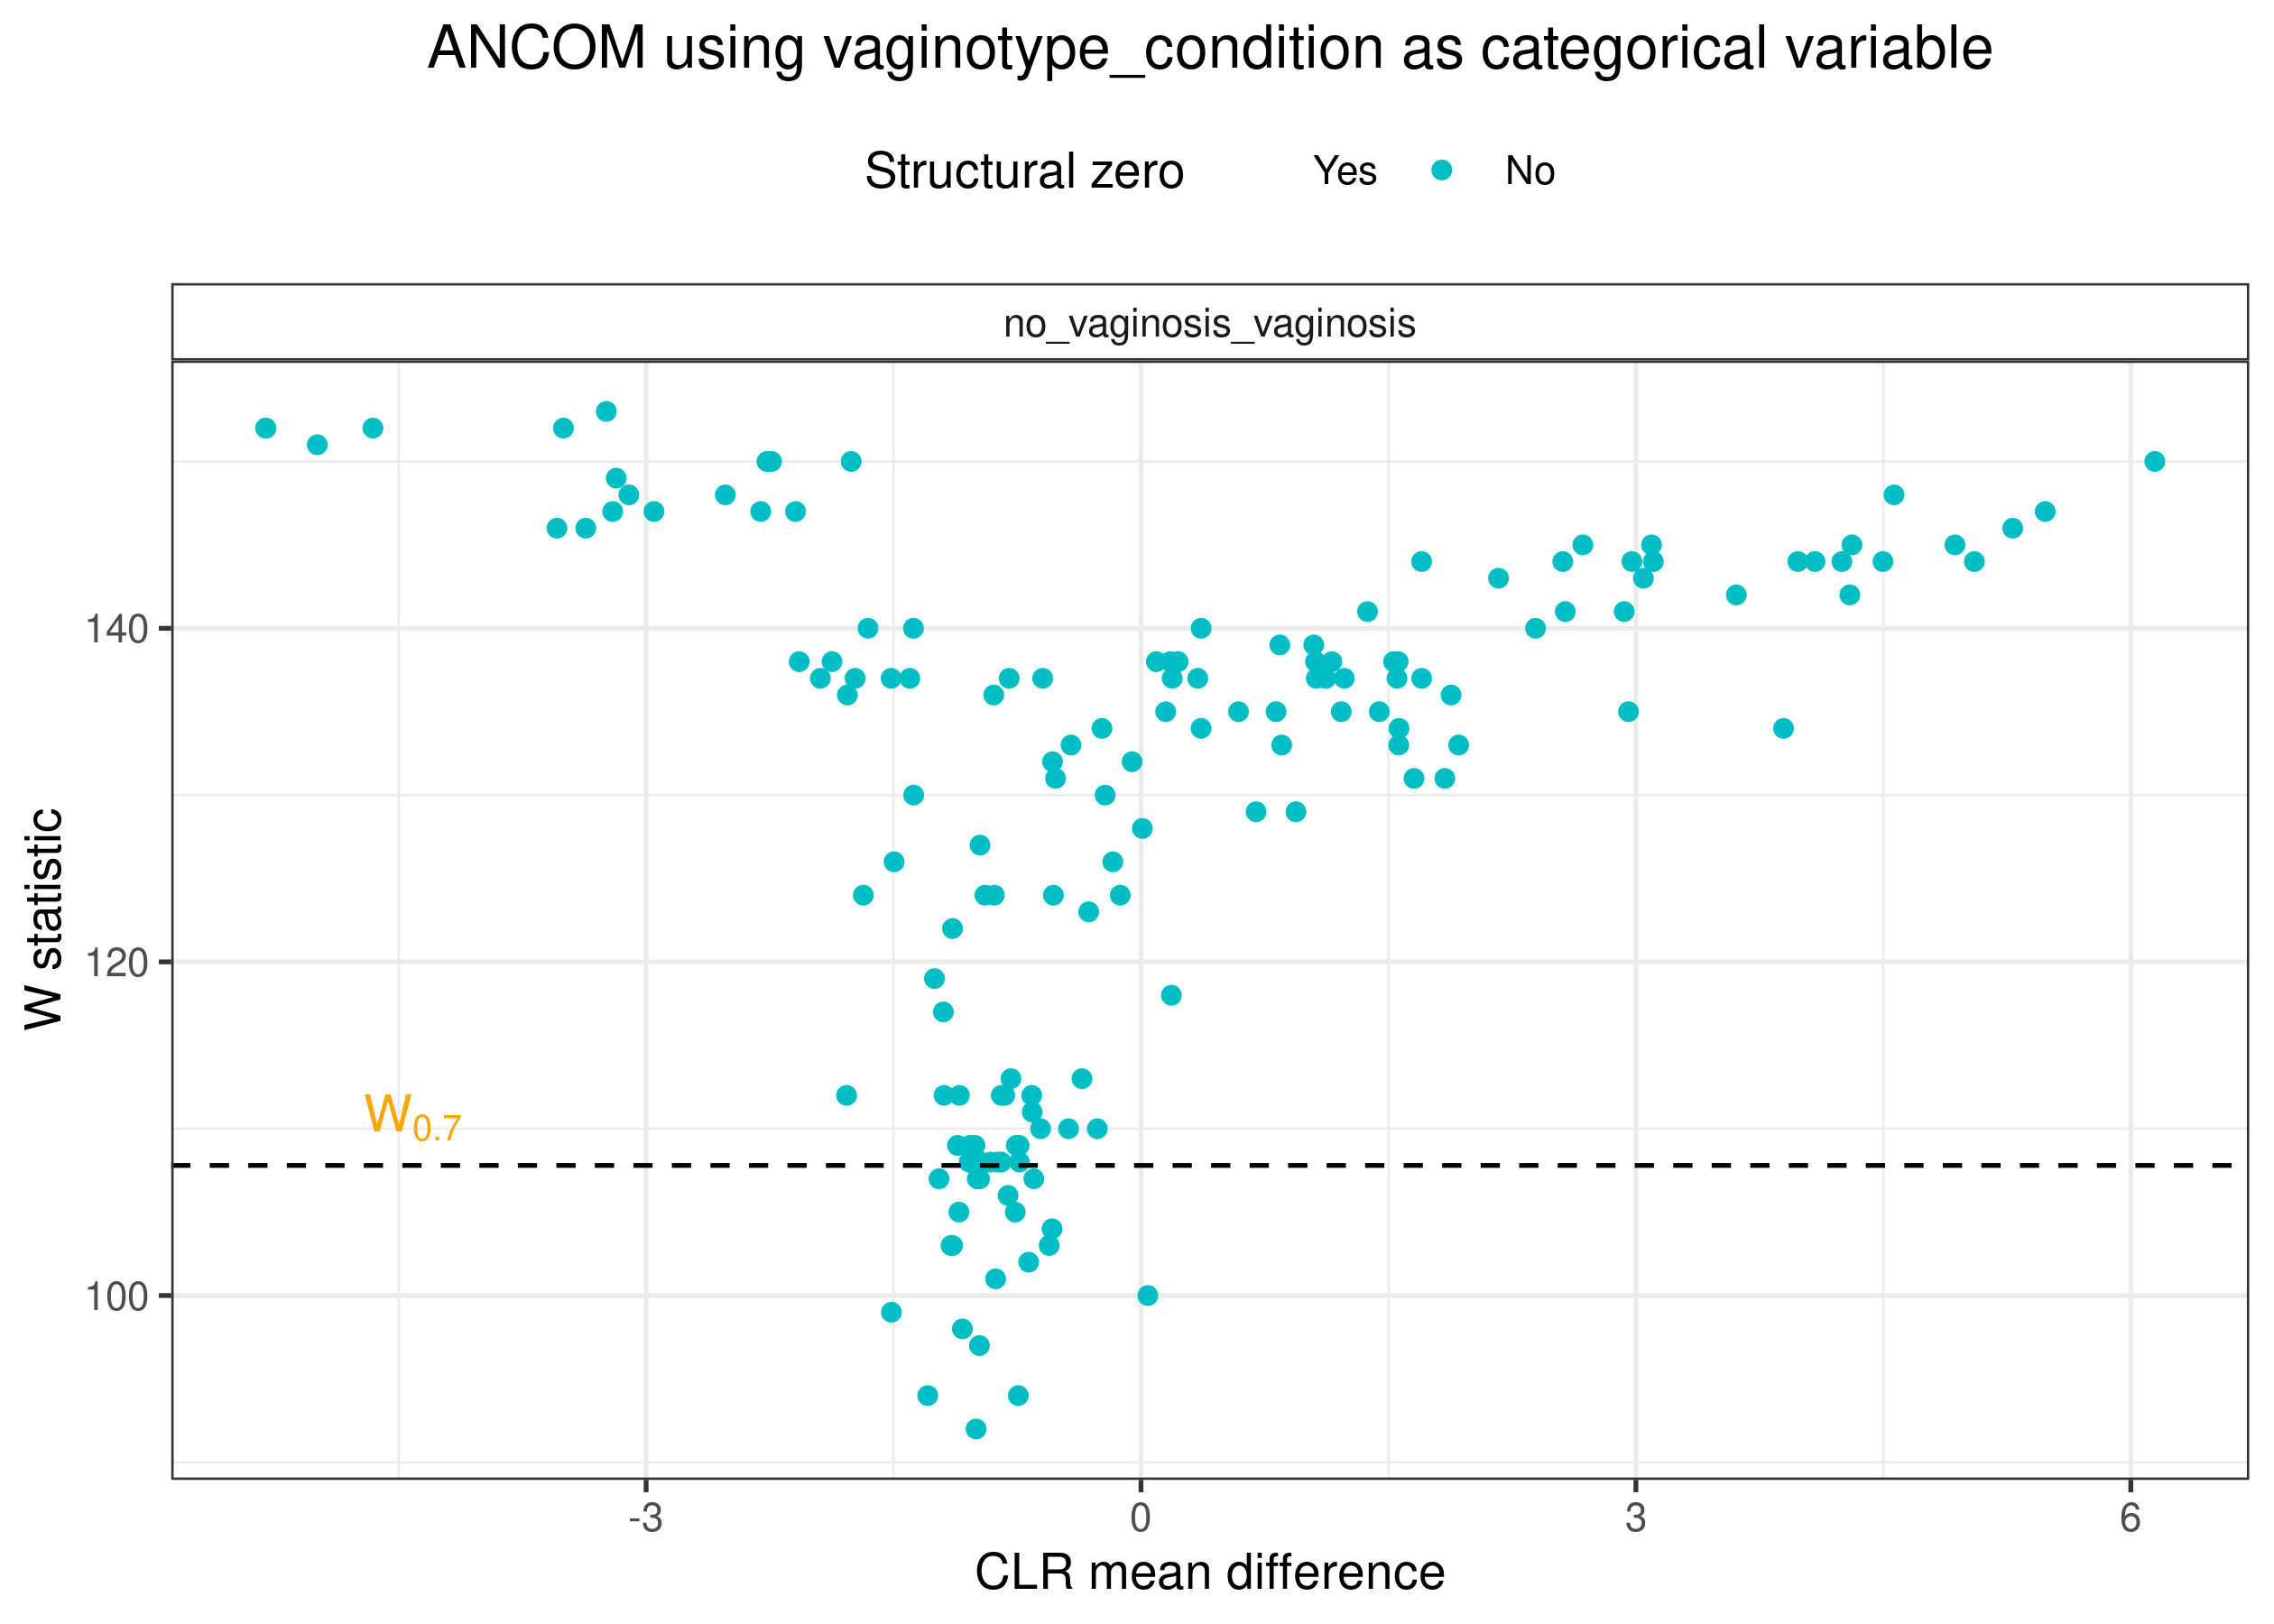 ANCOM using vaginotype_condition as categorical variable
Structural zero Yes No
no_vaginosis_vaginosis
140
120
100
W statistic
W0.7
-3 0 3 6
CLR mean difference